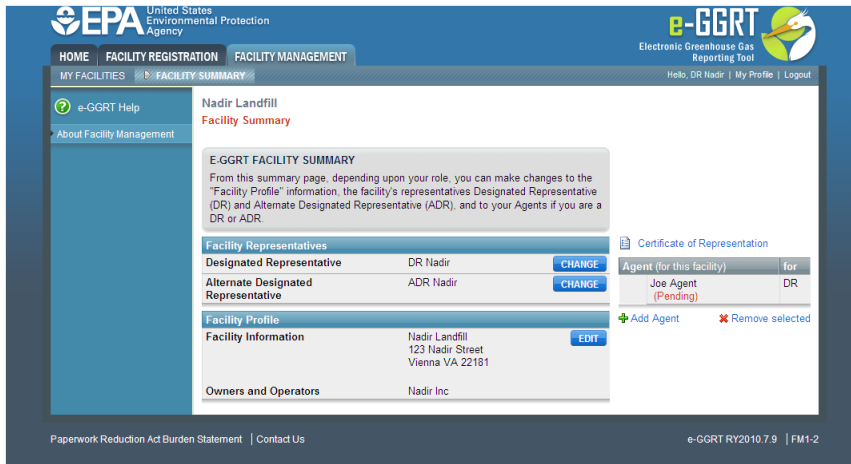 EPA
United States
Environmental Protection
Agency
e-GGRT
Electronic Greenhouse Gas
Reporting Tool
HOME FACILITY REGISTRATION FACILITY MANAGEMENT
MY FACILITIES FACILITY SUMMARY
Hello, DR Nadir | My Profile | Logout
? e-GGRT Help
About Facility Management
Nadir Landfill
Facility Summary
E-GGRT FACILITY SUMMARY
From this summary page, depending upon your role, you can make changes to the
"Facility Profile" information, the facility's representatives Designated Representative
(DR) and Alternate Designated Representative (ADR), and to your Agents if you are a
DR or ADR.
Facility Representatives
Designated Representative DR Nadir CHANGE
Alternate Designated
Representative
ADR Nadir CHANGE
Facility Profile
Facility Information
Nadir Landfill
123 Nadir Street
Vienna VA 22181
EDIT
Owners and Operators Nadir Inc
Certificate of Representation
Agent (for this facility) for
Joe Agent DR
(Pending)
Add Agent Remove selected
Paperwork Reduction Act Burden Statement | Contact Us
e-GGRT RY2010.7.9 | FM1-2